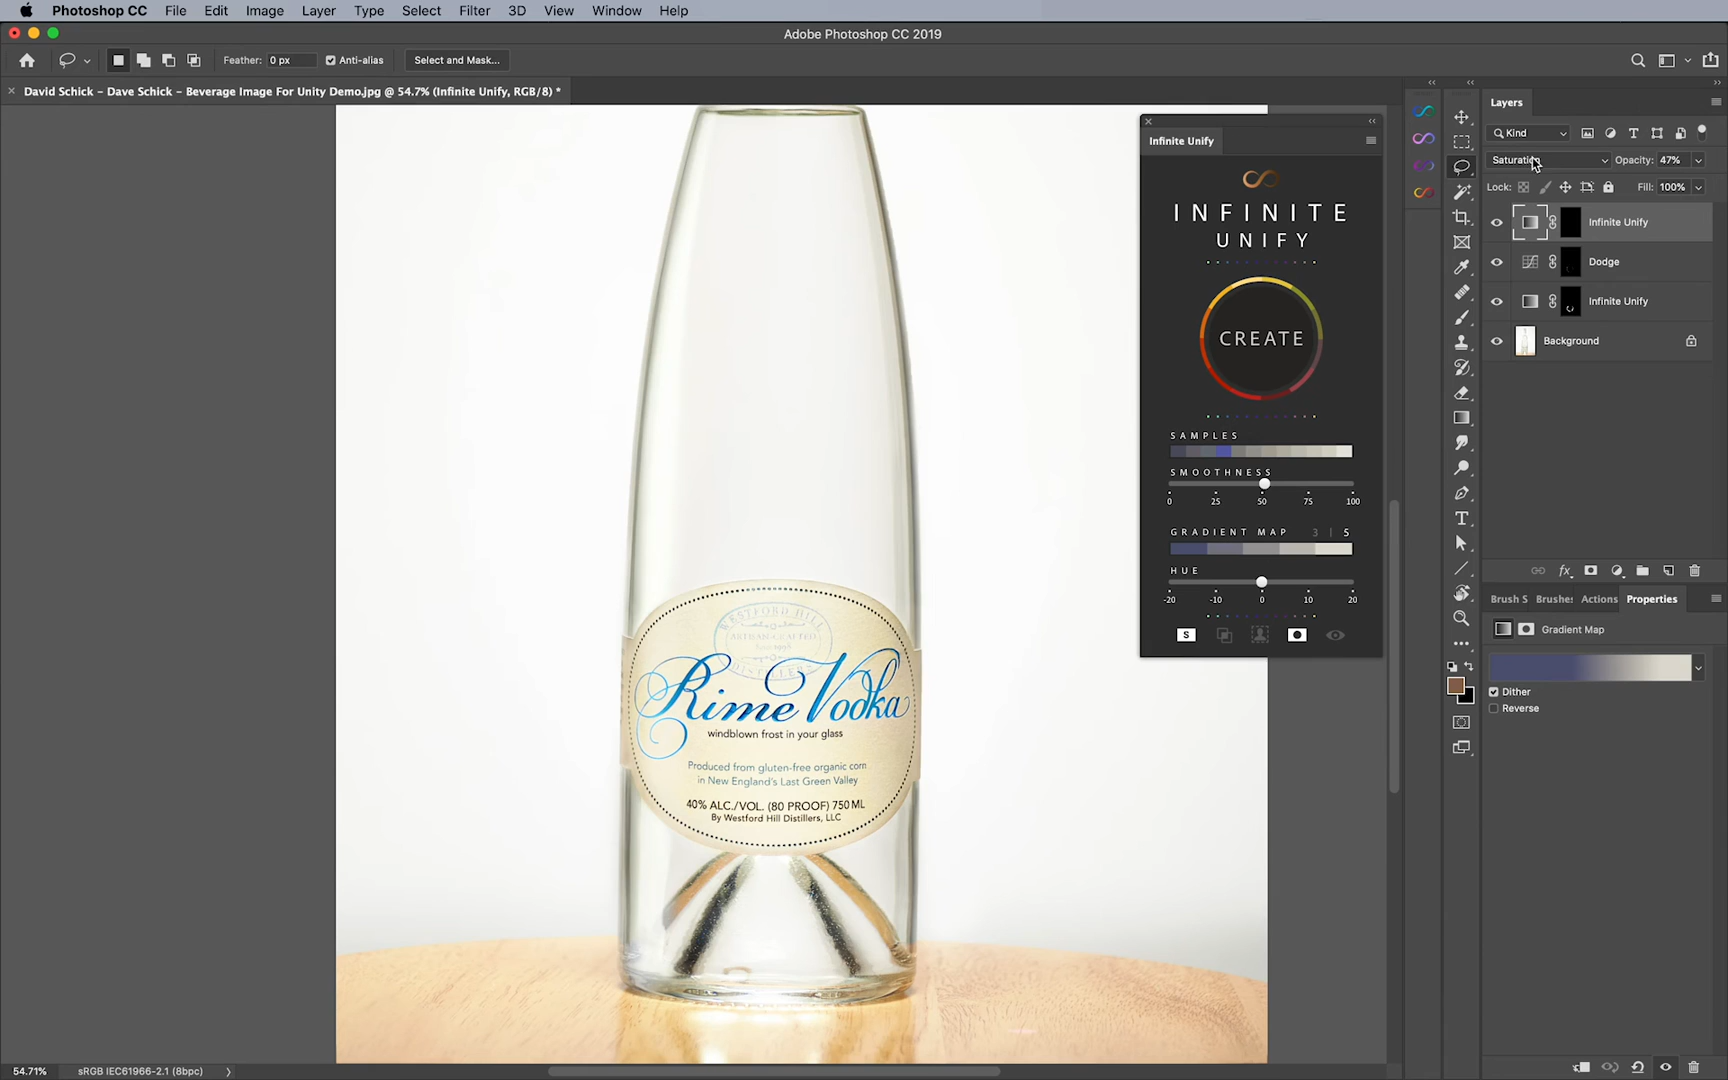 Photoshop CC File Edit Image Layer Type Select Filter 3D View Window Help
Adobe Photoshop CC 2019
Feather: 0 px Anti-alias Select and Mask...
David Schick - Dave Schick - Beverage Image For Unity Demo.jpg @ 54.7% (Infinite Unify, RGB/8) *
Infinite Unify
INFINITE
UNIFY
CREATE
SAMPLES
SMOOTHNESS
0 25 50 75 100
GRADIENT MAP 3 | 5
HUE
-20 -10 0 10 20
S
Layers
Kind
Saturation Opacity: 47%
Lock: Fill: 100%
Infinite Unify
Dodge
Infinite Unify
Background
Brush S Brushes Actions Properties
Gradient Map
Dither
Reverse
WESTFORD HILL
ARTISAN CRAFTED
Since 1998
DISTILLERS
Rime Vodka
windblown frost in your glass
Produced from gluten-free organic corn
in New England's Last Green Valley
40% ALC./VOL. (80 PROOF) 750 ML
By Westford Hill Distillers, LLC
54.71% sRGB IEC61966-2.1 (8bpc)